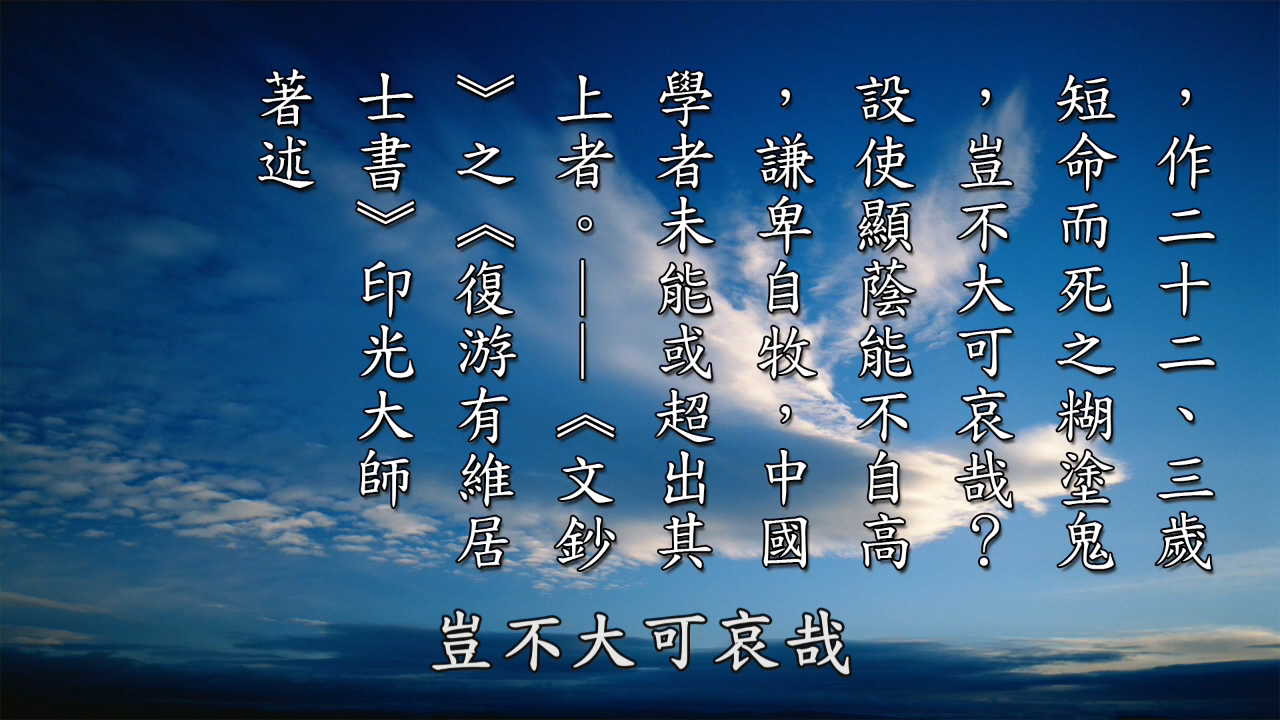 ，作二十二、三歲
短命而死之糊塗鬼
，豈不大可哀哉？
設使顯蔭能不自高
，謙卑自牧，中國
學者未能或超出其
上者。——《文鈔
》之《復游有維居
士書》印光大師
著述
豈不大可哀哉